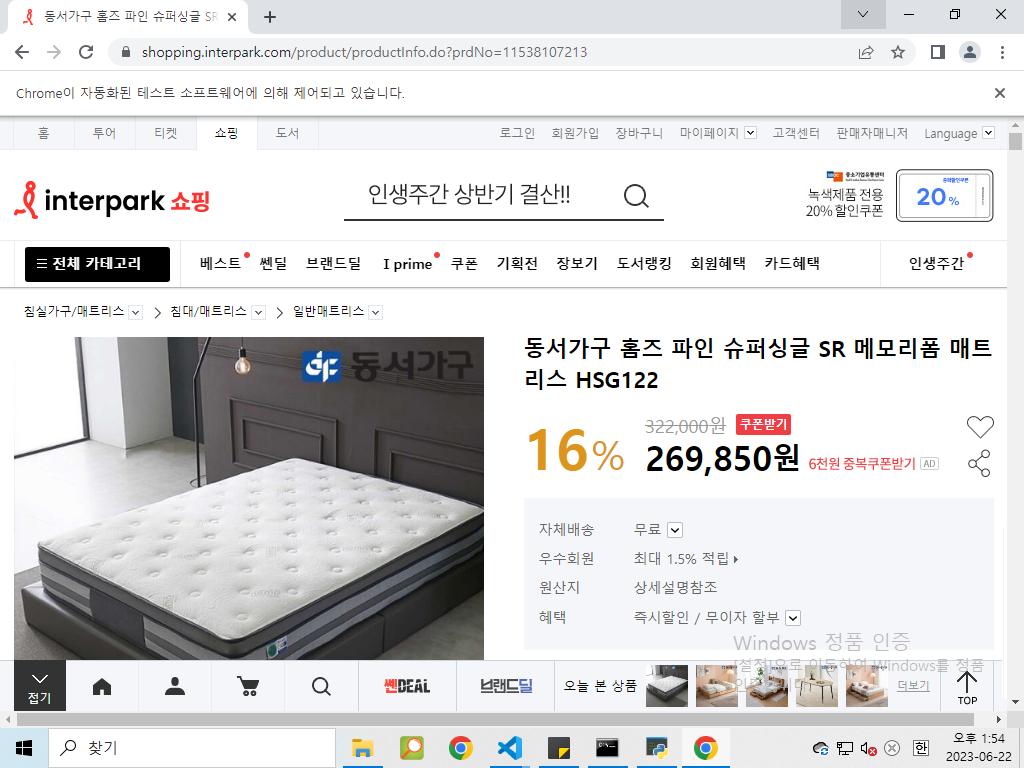 동서가구 홈즈 파인 슈퍼싱글 SR
shopping.interpark.com/product/productInfo.do?prdNo=11538107213
Chrome이 자동화된 테스트 소프트웨어에 의해 제어되고 있습니다.
홈 투어 티켓 쇼핑 도서 로그인 회원가입 장바구니 마이페이지 고객센터 판매자매니저 Language
interpark 쇼핑
인생주간 상반기 결산!!
중소기업유통센터
녹색제품 전용
20% 할인쿠폰
중복할인쿠폰
20%
전체 카테고리 베스트 쎈딜 브랜드딜 I prime 쿠폰 기획전 장보기 도서랭킹 회원혜택 카드혜택 인생주간
침실가구/매트리스 침대/매트리스 일반매트리스
동서가구
동서가구 홈즈 파인 슈퍼싱글 SR 메모리폼 매트
리스 HSG122
16% 322,000원 쿠폰받기
269,850원 6천원 중복쿠폰받기 AD
자체배송 무료
우수회원 최대 1.5% 적립
원산지 상세설명참조
혜택 즉시할인 / 무이자 할부
Windows 정품 인증
[설정]으로 이동하여 Windows를 정품
접기 쎈DEAL 브랜드딜 오늘 본 상품 더보기 TOP
찾기
한
오후 1:54
2023-06-22